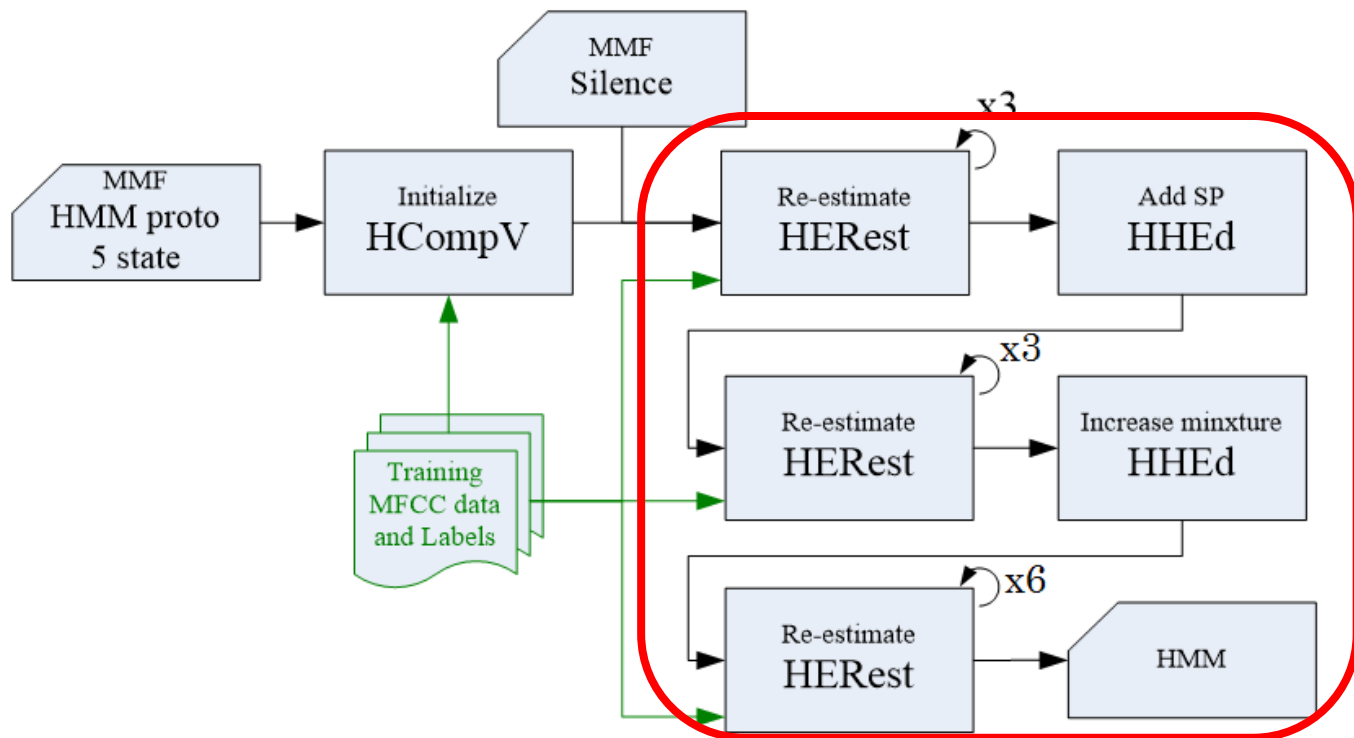 MMF
Silence
x3
MMF
HMM proto
5 state
Initialize
HCompV
Re-estimate
HERest
Add SP
HHEd
x3
Re-estimate
HERest
Increase minxture
HHEd
Training
MFCC data
and Labels
x6
Re-estimate
HERest
HMM